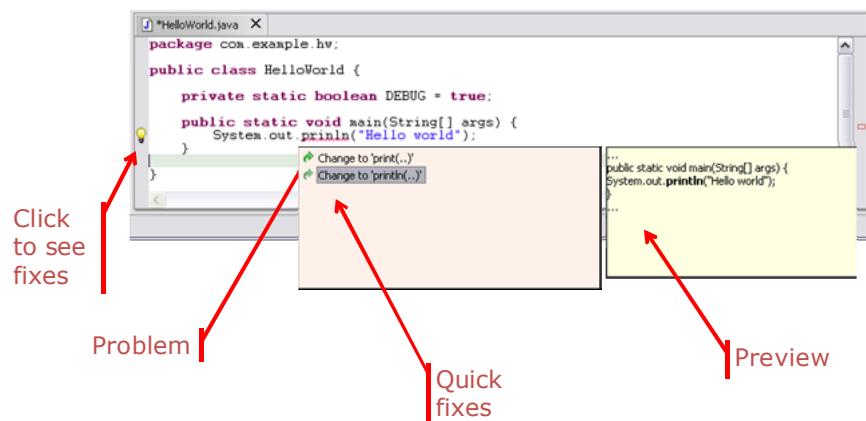 *HelloWorld.java
package com.example.hw;
public class HelloWorld {
private static boolean DEBUG = true;
public static void main(String[] args) {
System.out.prinln("Hello world");
}
}
Change to 'print(..)'
Change to 'println(..)'
...
public static void main(String[] args) {
System.out.println("Hello world");
}
...
Click
to see
fixes
Problem
Quick
fixes
Preview